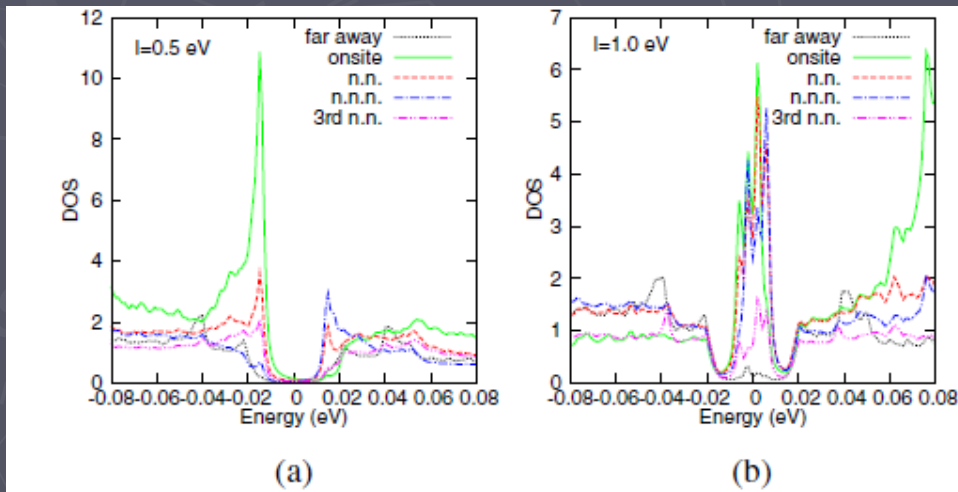 I=0.5 eV
far away
onsite
n.n.
n.n.n.
3rd n.n.
12
10
8
6
4
2
0
DOS
-0.08-0.06-0.04-0.02 0 0.02 0.04 0.06 0.08
Energy (eV)
(a)
I=1.0 eV
far away
onsite
n.n.
n.n.n.
3rd n.n.
7
6
5
4
3
2
1
0
DOS
-0.08-0.06-0.04-0.02 0 0.02 0.04 0.06 0.08
Energy (eV)
(b)